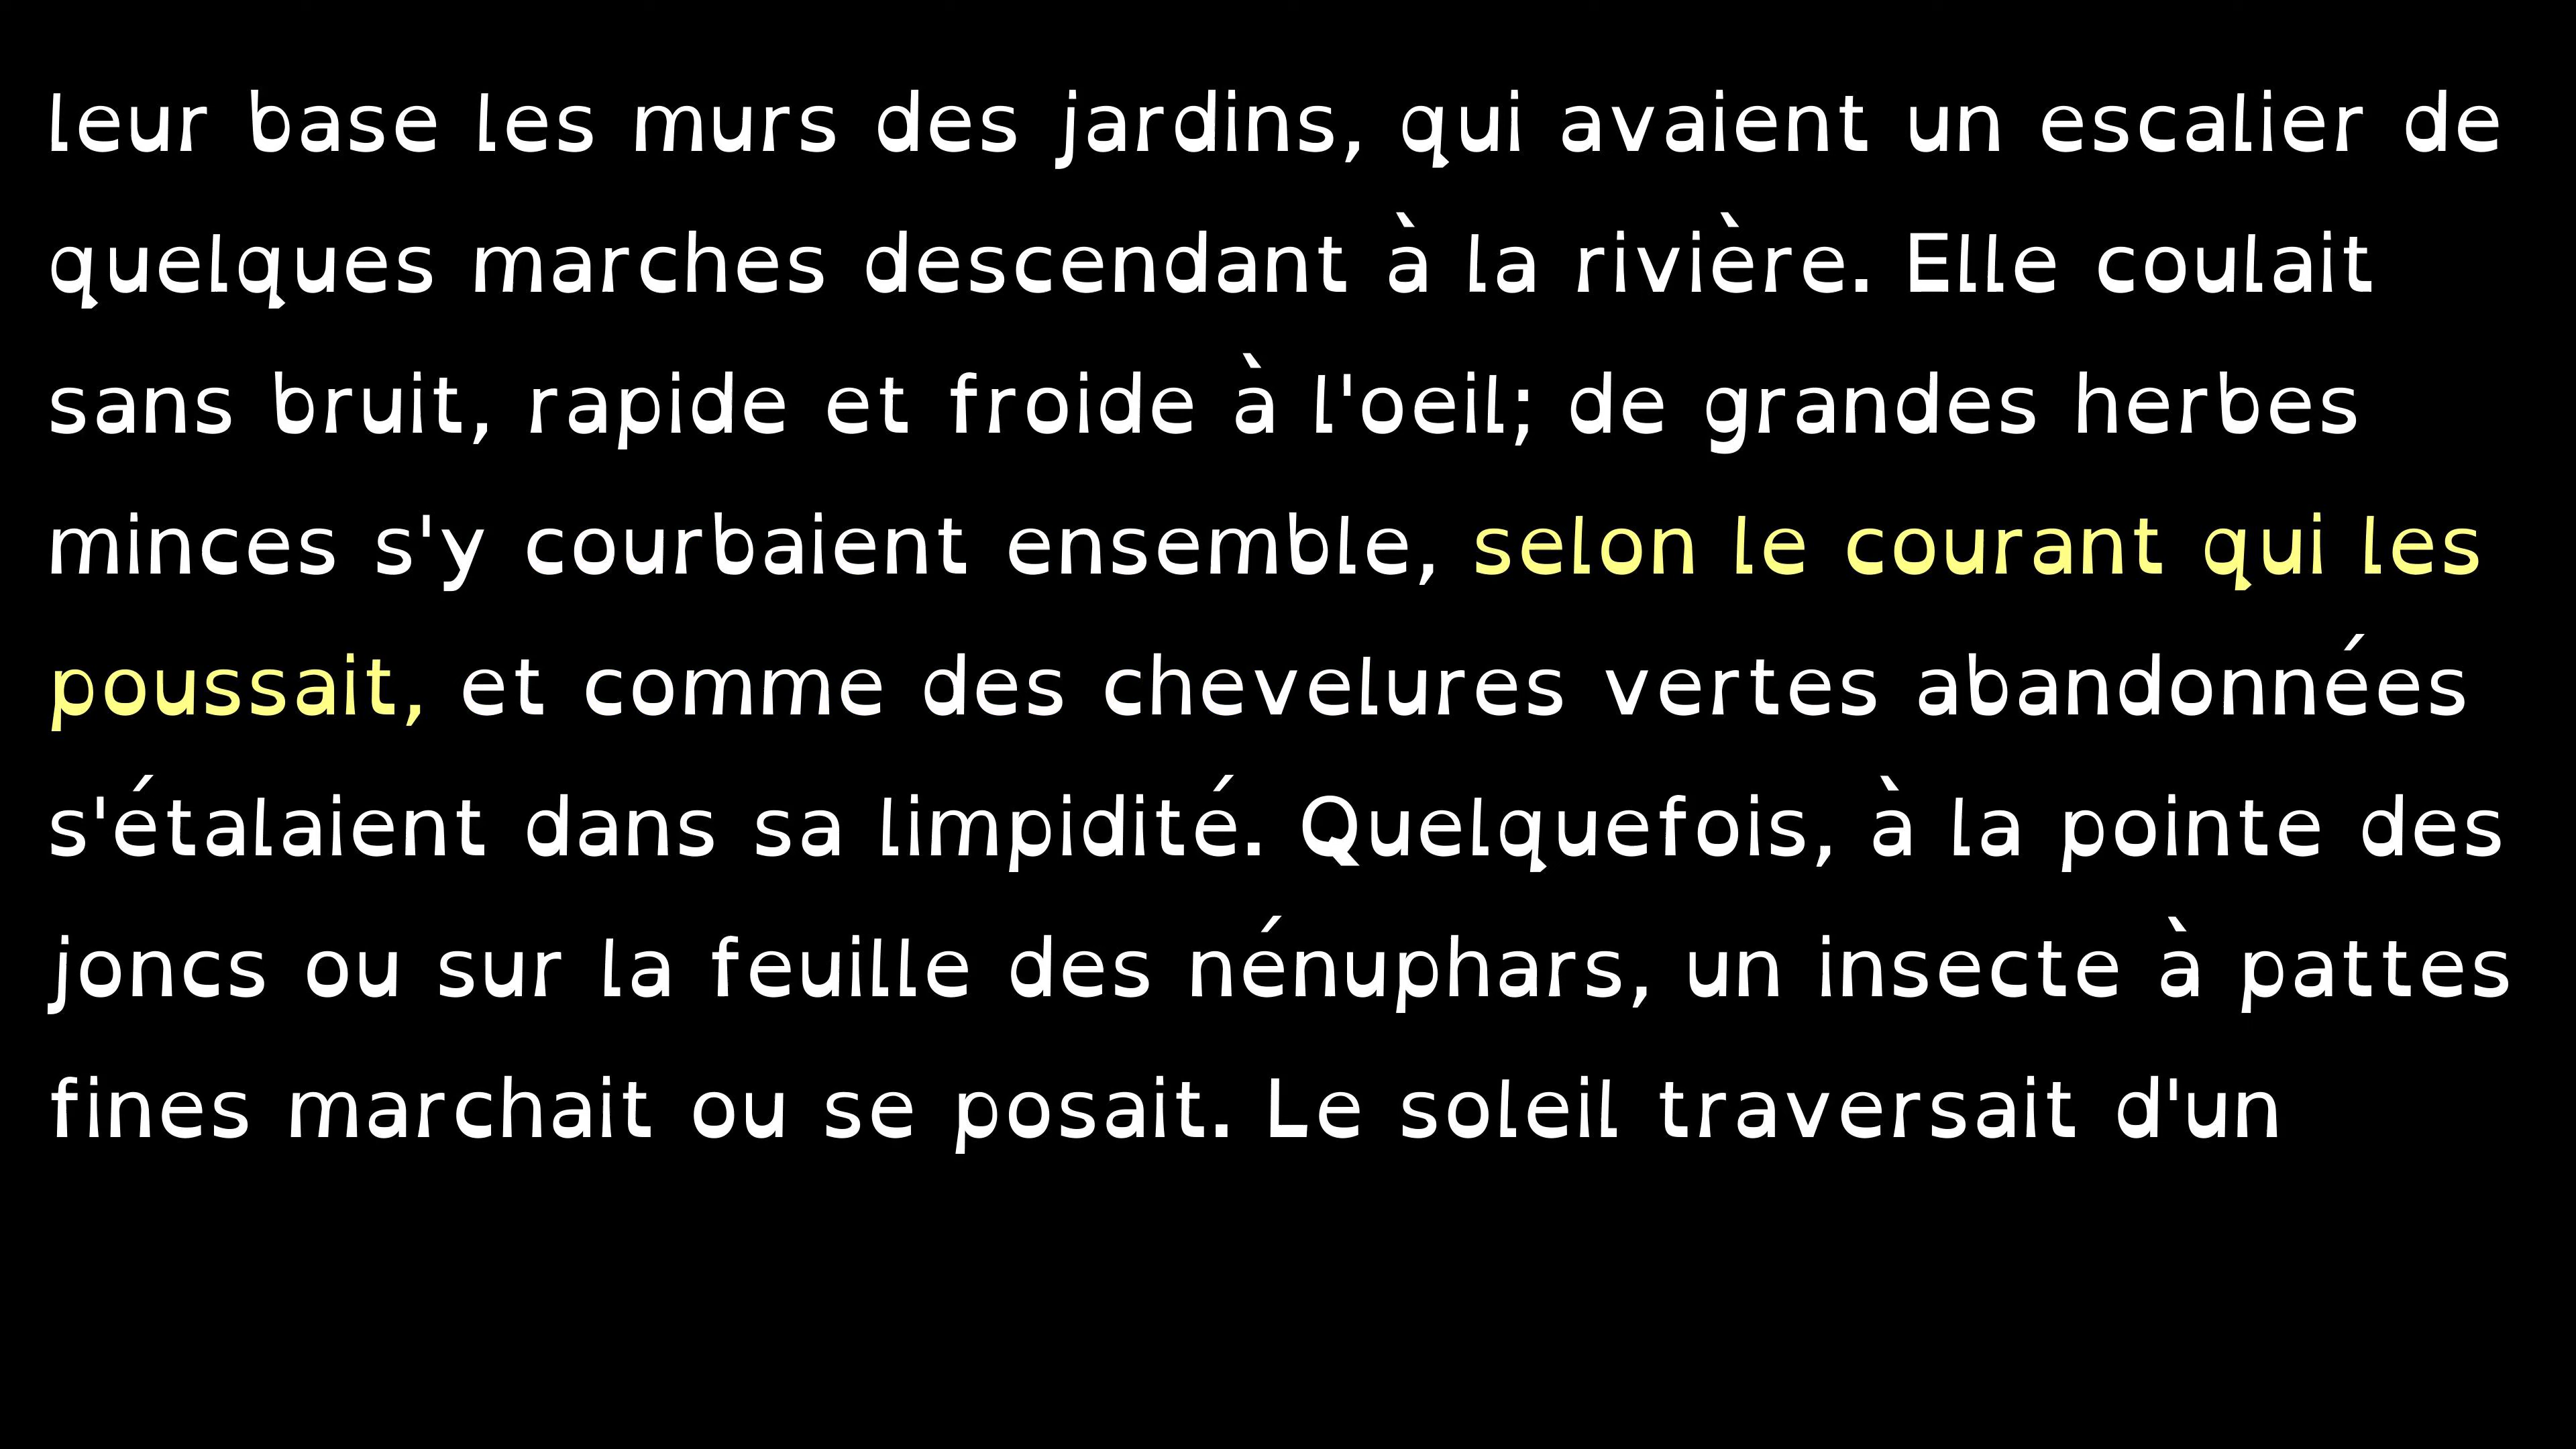 leur base les murs des jardins, qui avaient un escalier de
quelques marches descendant à la rivière. Elle coulait
sans bruit, rapide et froide à l'oeil; de grandes herbes
minces s'y courbaient ensemble, selon le courant qui les
poussait, et comme des chevelures vertes abandonnées
s'étalaient dans sa limpidité. Quelquefois, à la pointe des
joncs ou sur la feuille des nénuphars, un insecte à pattes
fines marchait ou se posait. Le soleil traversait d'un